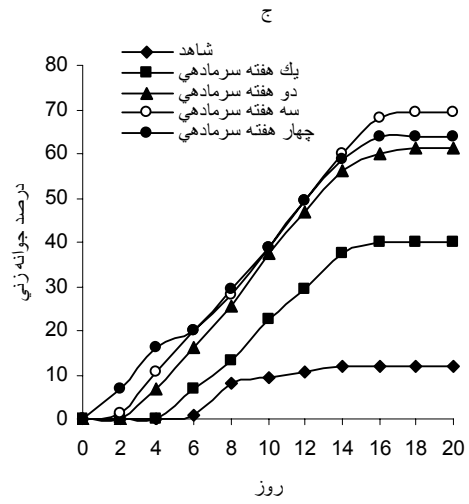 ج
شاهد
يك هفته سرمادهي
دو هفته سرمادهي
سه هفته سرمادهي
چهار هفته سرمادهي
درصد جوانه زني
80
70
60
50
40
30
20
10
0
0 2 4 6 8 10 12 14 16 18 20
روز